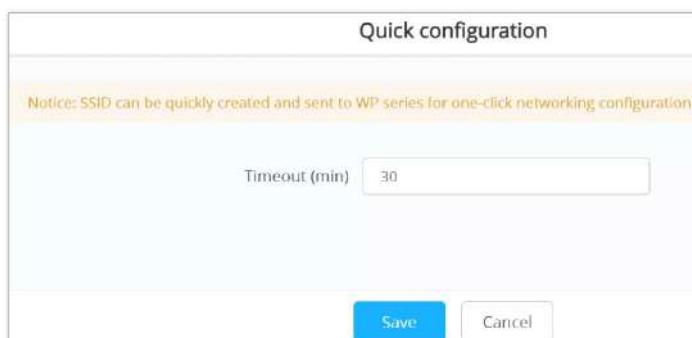 Quick configuration
Notice: SSID can be quickly created and sent to WP series for one-click networking configuration
Timeout (min) 30
Save Cancel